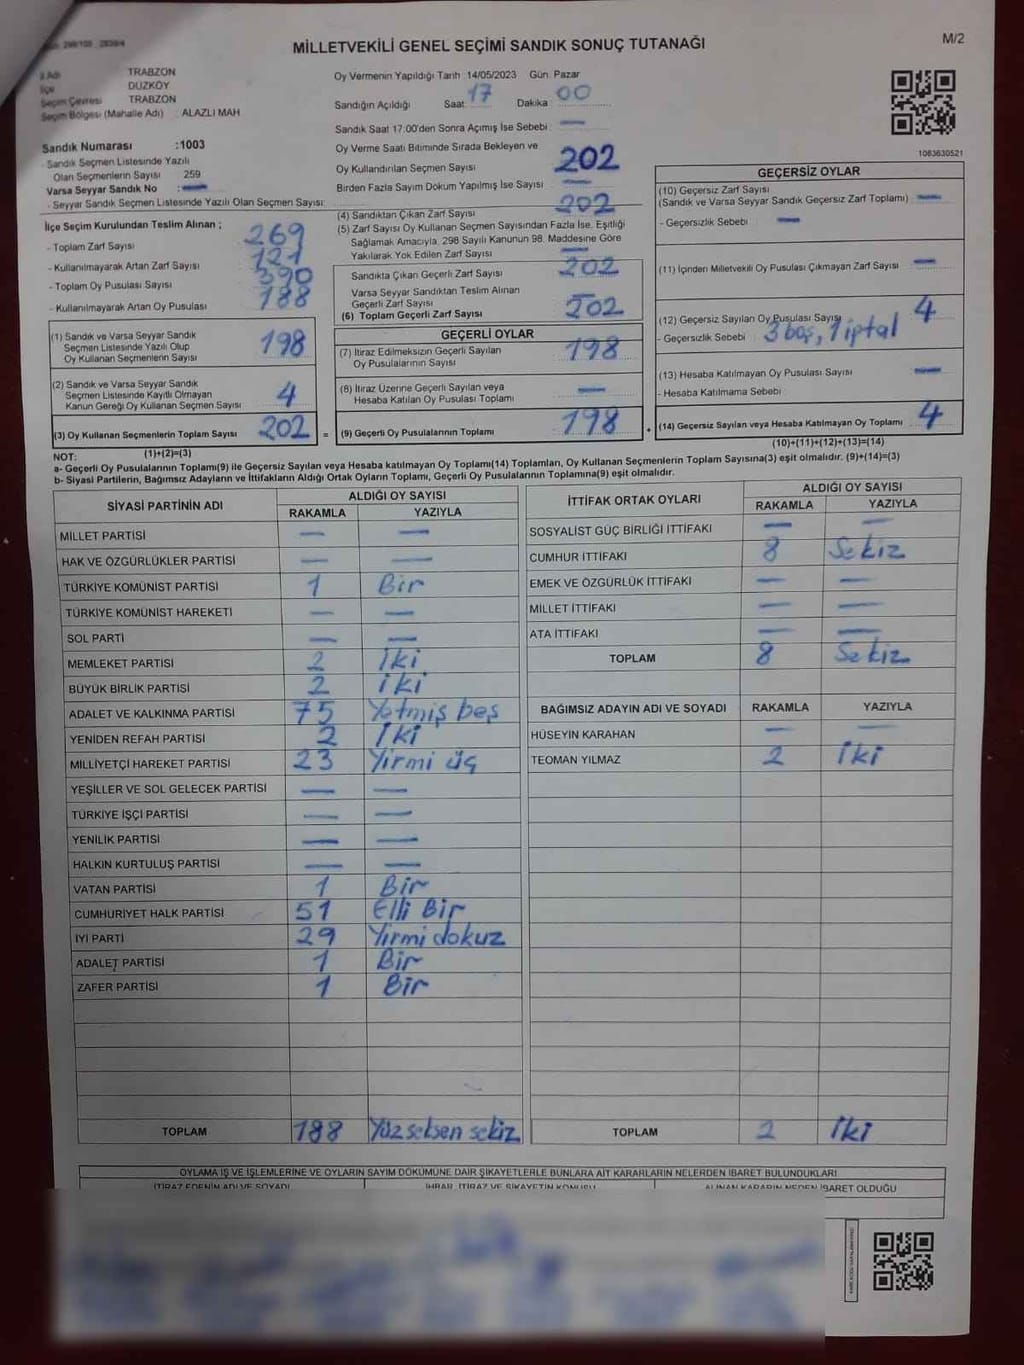 MİLLETVEKİLİ GENEL SEÇİMİ SANDIK SONUÇ TUTANAĞI
M/2
İl Adı TRABZON
İlçe DÜZKÖY
Seçim Çevresi TRABZON
Seçim Bölgesi (Mahalle Adı) : ALAZLI MAH
Oy Vermenin Yapıldığı Tarih 14/05/2023 Gün: Pazar
Sandığın Açıldığı Saat 17 Dakika 00
Sandık Saat 17.00'den Sonra Açımış İse Sebebi —
Oy Verme Saati Bitiminde Sırada Bekleyen ve
Oy Kullandırılan Seçmen Sayısı 202
Birden Fazla Sayım Döküm Yapılmış İse Sayısı —
1083630521
Sandık Numarası :1003
- Sandık Seçmen Listesinde Yazılı
Olan Seçmenlerin Sayısı 259
Varsa Seyyar Sandık No : —
- Seyyar Sandık Seçmen Listesinde Yazılı Olan Seçmen Sayısı:
İlçe Seçim Kurulundan Teslim Alınan ;
- Toplam Zarf Sayısı 269
- Kullanılmayarak Artan Zarf Sayısı 121
- Toplam Oy Pusulası Sayısı 390
- Kullanılmayarak Artan Oy Pusulası 188
(1) Sandık ve Varsa Seyyar Sandık
Seçmen Listesinde Yazılı Olup
Oy Kullanan Seçmenlerin Sayısı 198
(2) Sandık ve Varsa Seyyar Sandık
Seçmen Listesinde Kayıtlı Olmayan
Kanun Gereği Oy Kullanan Seçmen Sayısı 4
(3) Oy Kullanan Seçmenlerin Toplam Sayısı 202 =
(1)+(2)=(3)
(4) Sandıktan Çıkan Zarf Sayısı 202
(5) Zarf Sayısı Oy Kullanan Seçmen Sayısından Fazla İse, Eşitliği
Sağlamak Amacıyla, 298 Sayılı Kanunun 98. Maddesine Göre
Yakılarak Yok Edilen Zarf Sayısı —
Sandıkta Çıkan Geçerli Zarf Sayısı 202
Varsa Seyyar Sandıktan Teslim Alınan
Geçerli Zarf Sayısı —
(6) Toplam Geçerli Zarf Sayısı 202
GEÇERLİ OYLAR
(7) İtiraz Edilmeksizin Geçerli Sayılan
Oy Pusulalarının Sayısı 198
(8) İtiraz Üzerine Geçerli Sayılan veya
Hesaba Katılan Oy Pusulası Toplamı —
(9) Geçerli Oy Pusulalarının Toplamı 198 +
GEÇERSİZ OYLAR
(10) Geçersiz Zarf Sayısı
(Sandık ve Varsa Seyyar Sandık Geçersiz Zarf Toplamı) —
- Geçersizlik Sebebi : —
(11) İçinden Milletvekili Oy Pusulası Çıkmayan Zarf Sayısı —
(12) Geçersiz Sayılan Oy Pusulası Sayısı 4
- Geçersizlik Sebebi : 3 boş, 1 iptal
(13) Hesaba Katılmayan Oy Pusulası Sayısı —
- Hesaba Katılmama Sebebi
(14) Geçersiz Sayılan veya Hesaba Katılmayan Oy Toplamı 4
(10)+(11)+(12)+(13)=(14)
NOT:
a- Geçerli Oy Pusulalarının Toplamı(9) ile Geçersiz Sayılan veya Hesaba katılmayan Oy Toplamı(14) Toplamları, Oy Kullanan Seçmenlerin Toplam Sayısına(3) eşit olmalıdır. (9)+(14)=(3)
b- Siyasi Partilerin, Bağımsız Adayların ve İttifakların Aldığı Ortak Oyların Toplamı, Geçerli Oy Pusulalarının Toplamına(9) eşit olmalıdır.
SİYASİ PARTİNİN ADI ALDIĞI OY SAYISI
RAKAMLA YAZIYLA
MİLLET PARTİSİ — —
HAK VE ÖZGÜRLÜKLER PARTİSİ — —
TÜRKİYE KOMÜNİST PARTİSİ 1 Bir
TÜRKİYE KOMÜNİST HAREKETİ — —
SOL PARTİ — —
MEMLEKET PARTİSİ 2 İki
BÜYÜK BİRLİK PARTİSİ 2 iki
ADALET VE KALKINMA PARTİSİ 75 Yetmiş beş
YENİDEN REFAH PARTİSİ 2 İki
MİLLİYETÇİ HAREKET PARTİSİ 23 Yirmi üç
YEŞİLLER VE SOL GELECEK PARTİSİ — —
TÜRKİYE İŞÇİ PARTİSİ — —
YENİLİK PARTİSİ — —
HALKIN KURTULUŞ PARTİSİ — —
VATAN PARTİSİ 1 Bir
CUMHURİYET HALK PARTİSİ 51 Elli Bir
İYİ PARTİ 29 Yirmi dokuz
ADALET PARTİSİ 1 Bir
ZAFER PARTİSİ 1 Bir
TOPLAM 188 Yüz seksen sekiz
İTTİFAK ORTAK OYLARI ALDIĞI OY SAYISI
RAKAMLA YAZIYLA
SOSYALİST GÜÇ BİRLİĞİ İTTİFAKI — —
CUMHUR İTTİFAKI 8 Sekiz
EMEK VE ÖZGÜRLÜK İTTİFAKI — —
MİLLET İTTİFAKI — —
ATA İTTİFAKI — —
TOPLAM 8 Sekiz
BAĞIMSIZ ADAYIN ADI VE SOYADI RAKAMLA YAZIYLA
HÜSEYİN KARAHAN — —
TEOMAN YILMAZ 2 iki
TOPLAM 2 iki
OYLAMA İŞ VE İŞLEMLERİNE VE OYLARIN SAYIM DÖKÜMÜNE DAİR ŞİKAYETLERLE BUNLARA AİT KARARLARIN NELERDEN İBARET BULUNDUKLARI
İTİRAZ EDENİN ADI VE SOYADI İHBAR, İTİRAZ VE ŞİKAYETİN KONUSU ALINAN KARARIN NEDEN İBARET OLDUĞU